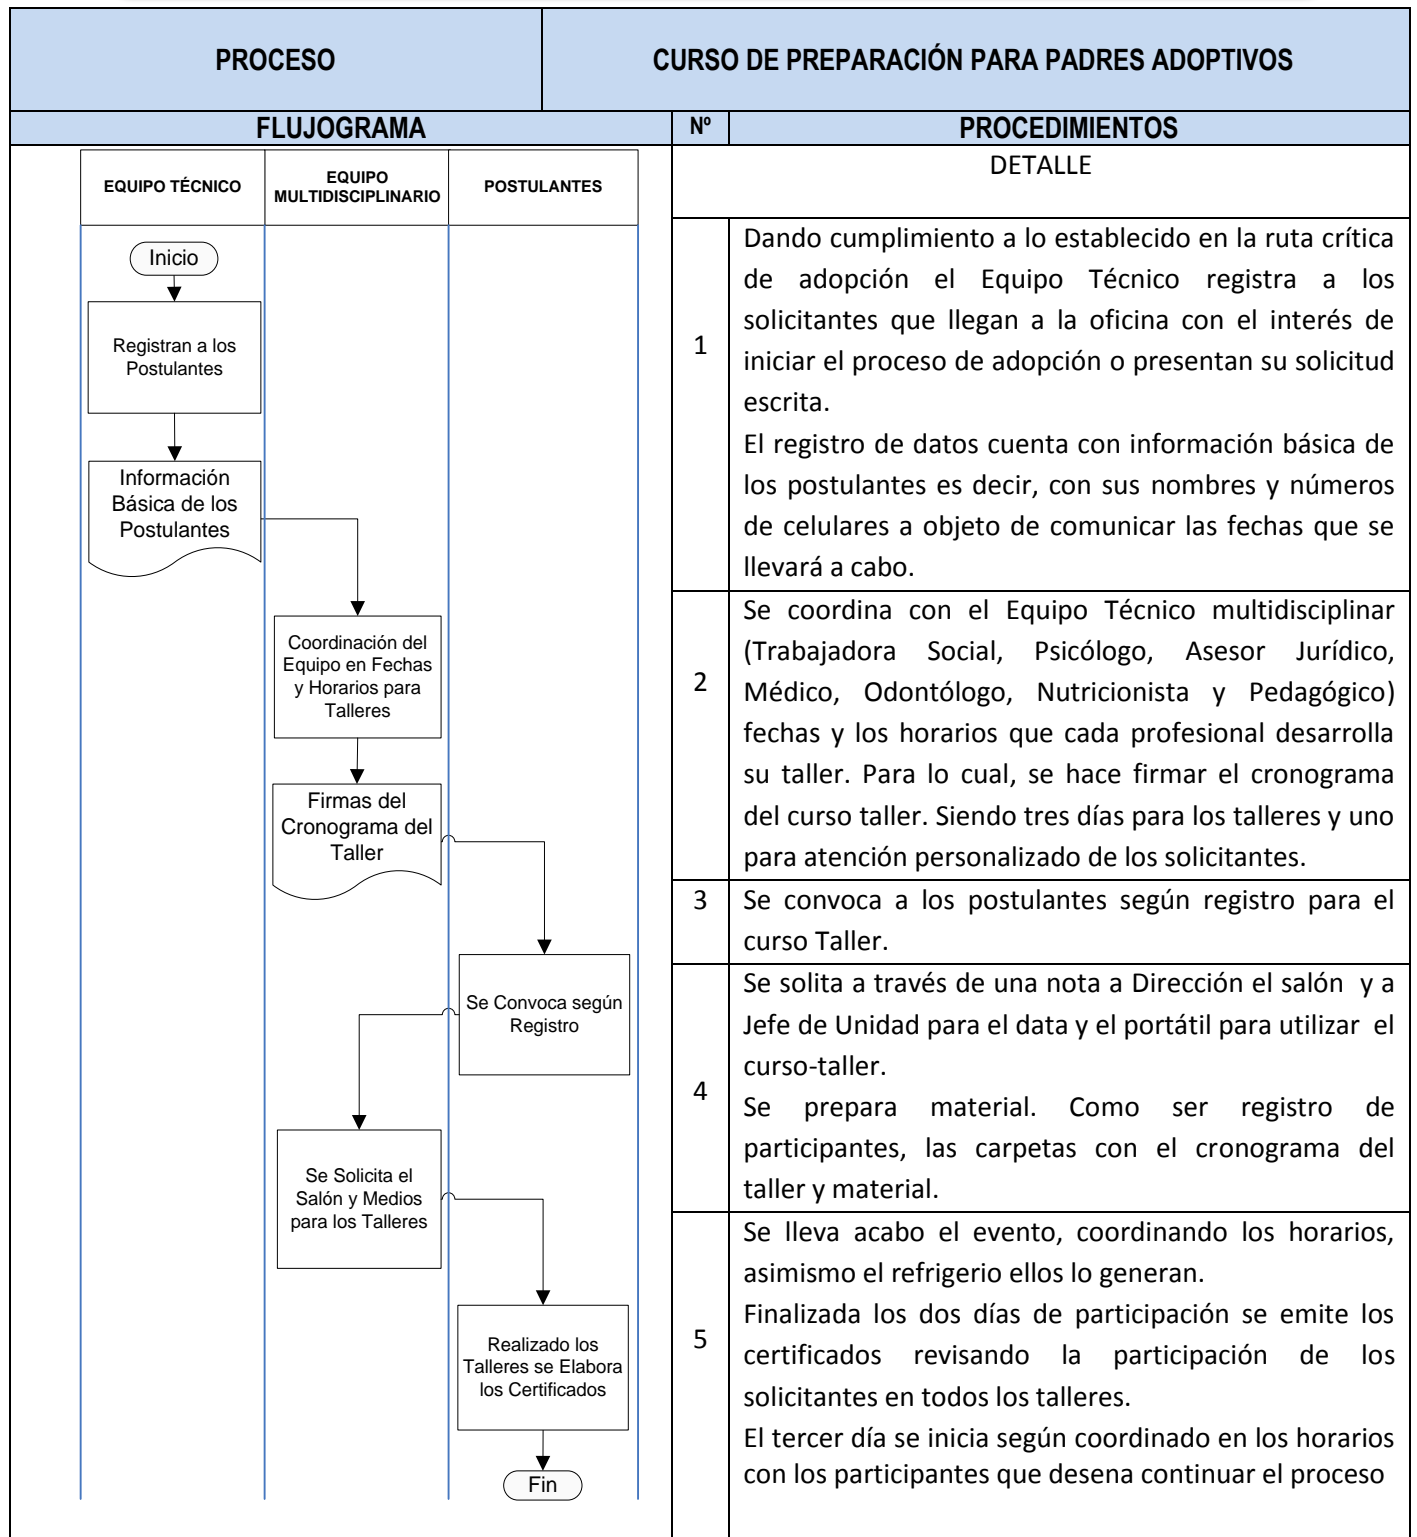 PROCESO
CURSO DE PREPARACIÓN PARA PADRES ADOPTIVOS
FLUJOGRAMA
Nº
PROCEDIMIENTOS
EQUIPO TÉCNICO
EQUIPO
MULTIDISCIPLINARIO
POSTULANTES
Inicio
Registran a los
Postulantes
Información
Básica de los
Postulantes
Coordinación del
Equipo en Fechas
y Horarios para
Talleres
Firmas del
Cronograma del
Taller
Se Convoca según
Registro
Se Solicita el
Salón y Medios
para los Talleres
Realizado los
Talleres se Elabora
los Certificados
Fin
DETALLE
1
Dando cumplimiento a lo establecido en la ruta crítica
de adopción el Equipo Técnico registra a los
solicitantes que llegan a la oficina con el interés de
iniciar el proceso de adopción o presentan su solicitud
escrita.
El registro de datos cuenta con información básica de
los postulantes es decir, con sus nombres y números
de celulares a objeto de comunicar las fechas que se
llevará a cabo.
2
Se coordina con el Equipo Técnico multidisciplinar
(Trabajadora Social, Psicólogo, Asesor Jurídico,
Médico, Odontólogo, Nutricionista y Pedagógico)
fechas y los horarios que cada profesional desarrolla
su taller. Para lo cual, se hace firmar el cronograma
del curso taller. Siendo tres días para los talleres y uno
para atención personalizado de los solicitantes.
3
Se convoca a los postulantes según registro para el
curso Taller.
4
Se solita a través de una nota a Dirección el salón y a
Jefe de Unidad para el data y el portátil para utilizar el
curso-taller.
Se prepara material. Como ser registro de
participantes, las carpetas con el cronograma del
taller y material.
5
Se lleva acabo el evento, coordinando los horarios,
asimismo el refrigerio ellos lo generan.
Finalizada los dos días de participación se emite los
certificados revisando la participación de los
solicitantes en todos los talleres.
El tercer día se inicia según coordinado en los horarios
con los participantes que desena continuar el proceso